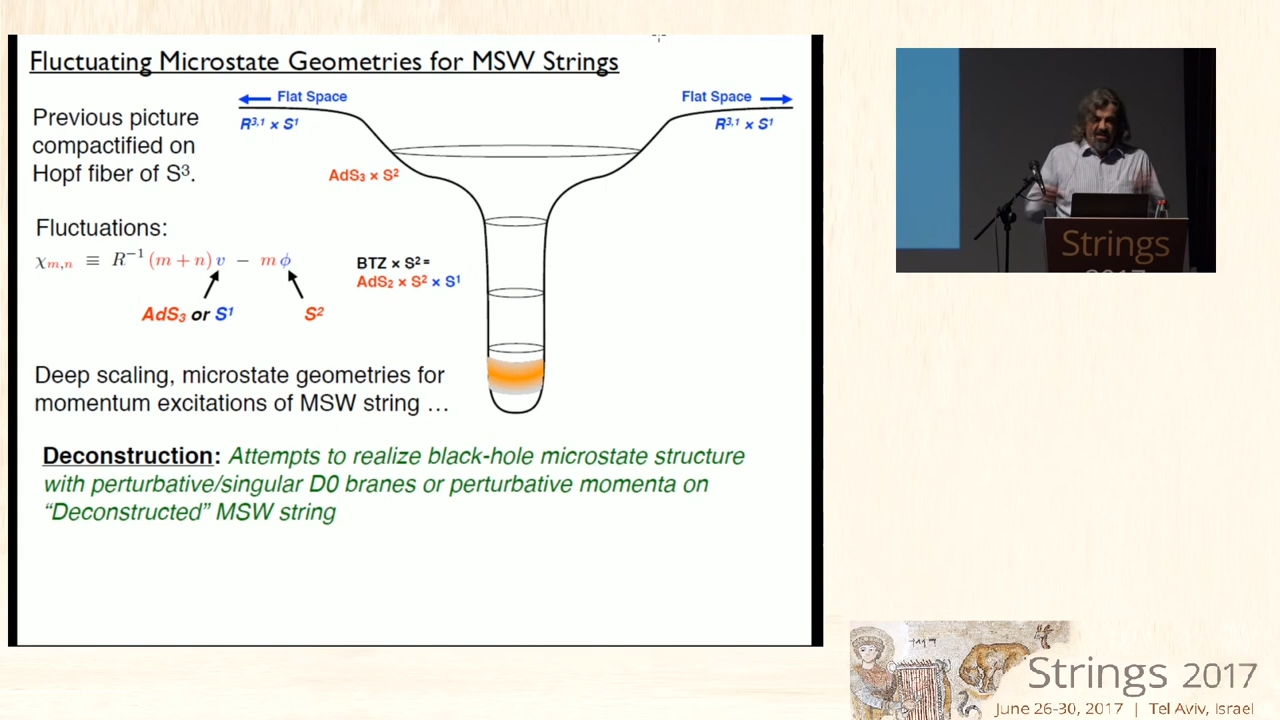 Fluctuating Microstate Geometries for MSW Strings
Flat Space
R3,1 × S1
Flat Space
R3,1 × S1
Previous picture
compactified on
Hopf fiber of S3.
AdS3 × S2
Fluctuations:
χm,n ≡ R−1 (m + n) v − m ϕ
AdS3 or S1
S2
BTZ × S2 =
AdS2 × S2 × S1
Deep scaling, microstate geometries for
momentum excitations of MSW string …
Deconstruction: Attempts to realize black-hole microstate structure
with perturbative/singular D0 branes or perturbative momenta on
“Deconstructed” MSW string
Strings
2017
Strings 2017
June 26-30, 2017 | Tel Aviv, Israel